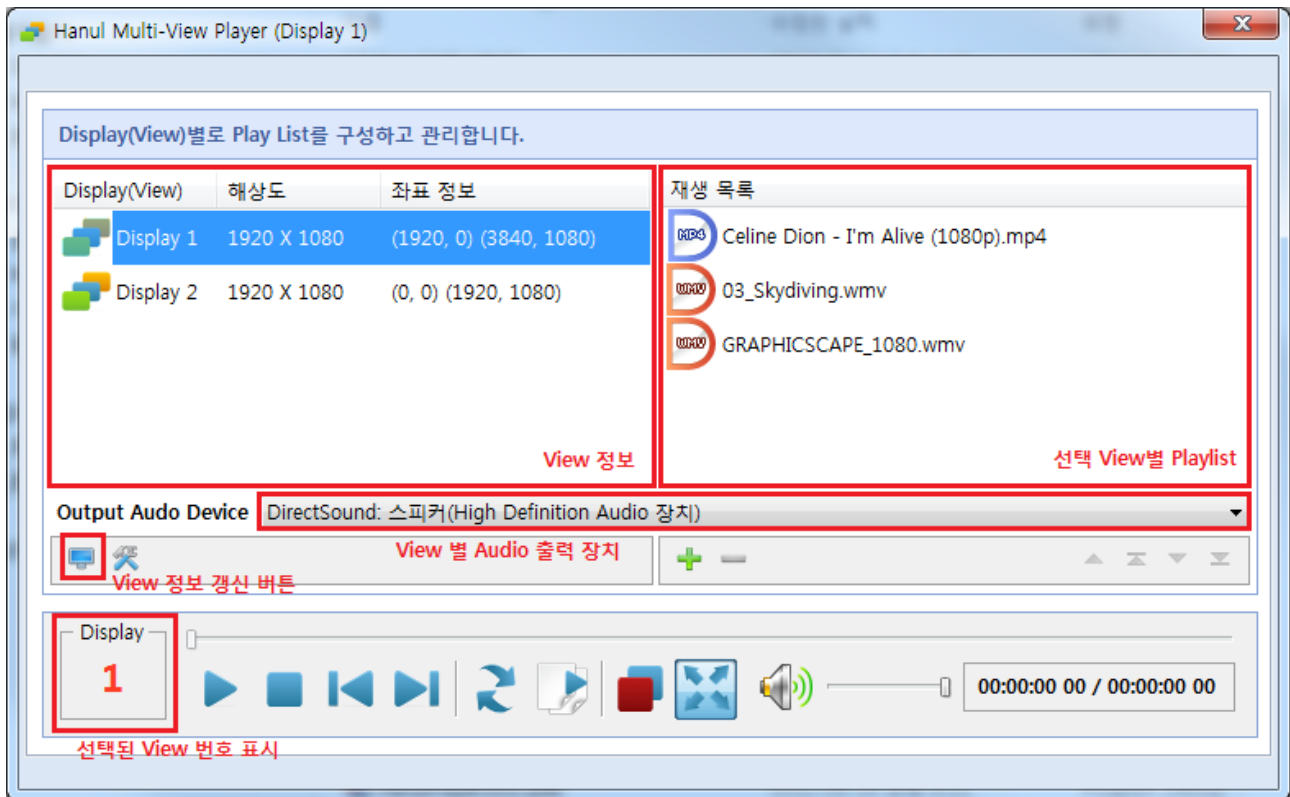 Hanul Multi-View Player (Display 1)
Display(View)별로 Play List를 구성하고 관리합니다.
Display(View) 해상도 좌표 정보
Display 1 1920 X 1080 (1920, 0) (3840, 1080)
Display 2 1920 X 1080 (0, 0) (1920, 1080)
View 정보
재생 목록
MP4 Celine Dion - I'm Alive (1080p).mp4
WMV 03_Skydiving.wmv
WMV GRAPHICSCAPE_1080.wmv
선택 View별 Playlist
Output Audo Device DirectSound: 스피커(High Definition Audio 장치)
View 별 Audio 출력 장치
View 정보 갱신 버튼
Display
1
00:00:00 00 / 00:00:00 00
선택된 View 번호 표시